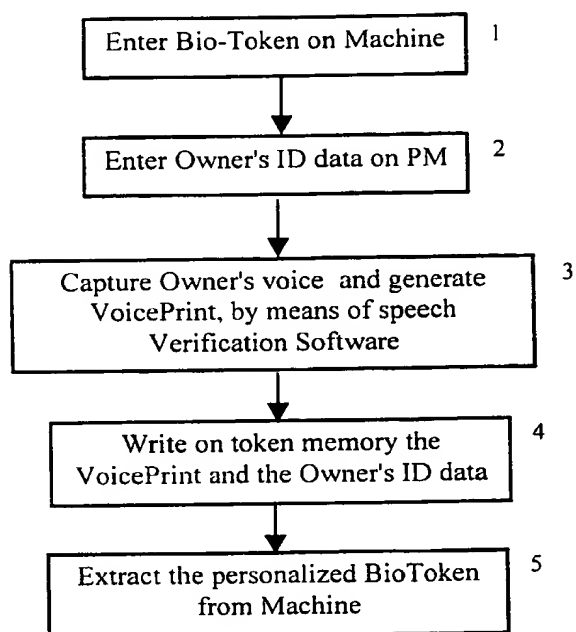 Enter Bio-Token on Machine 1
Enter Owner's ID data on PM 2
Capture Owner's voice and generate 3
VoicePrint, by means of speech
Verification Software
Write on token memory the 4
VoicePrint and the Owner's ID data
Extract the personalized BioToken 5
from Machine